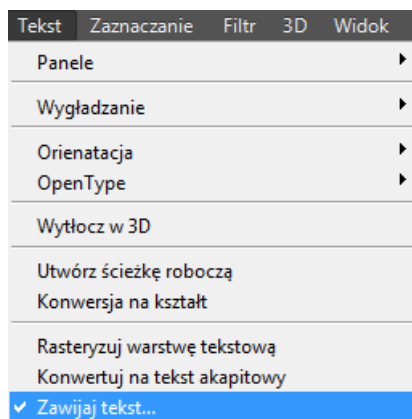 Tekst Zaznaczanie Filtr 3D Widok
Panele
Wygładzanie
Orienatacja
OpenType
Wytłocz w 3D
Utwórz ścieżkę roboczą
Konwersja na kształt
Rasteryzuj warstwę tekstową
Konwertuj na tekst akapitowy
Zawijaj tekst...